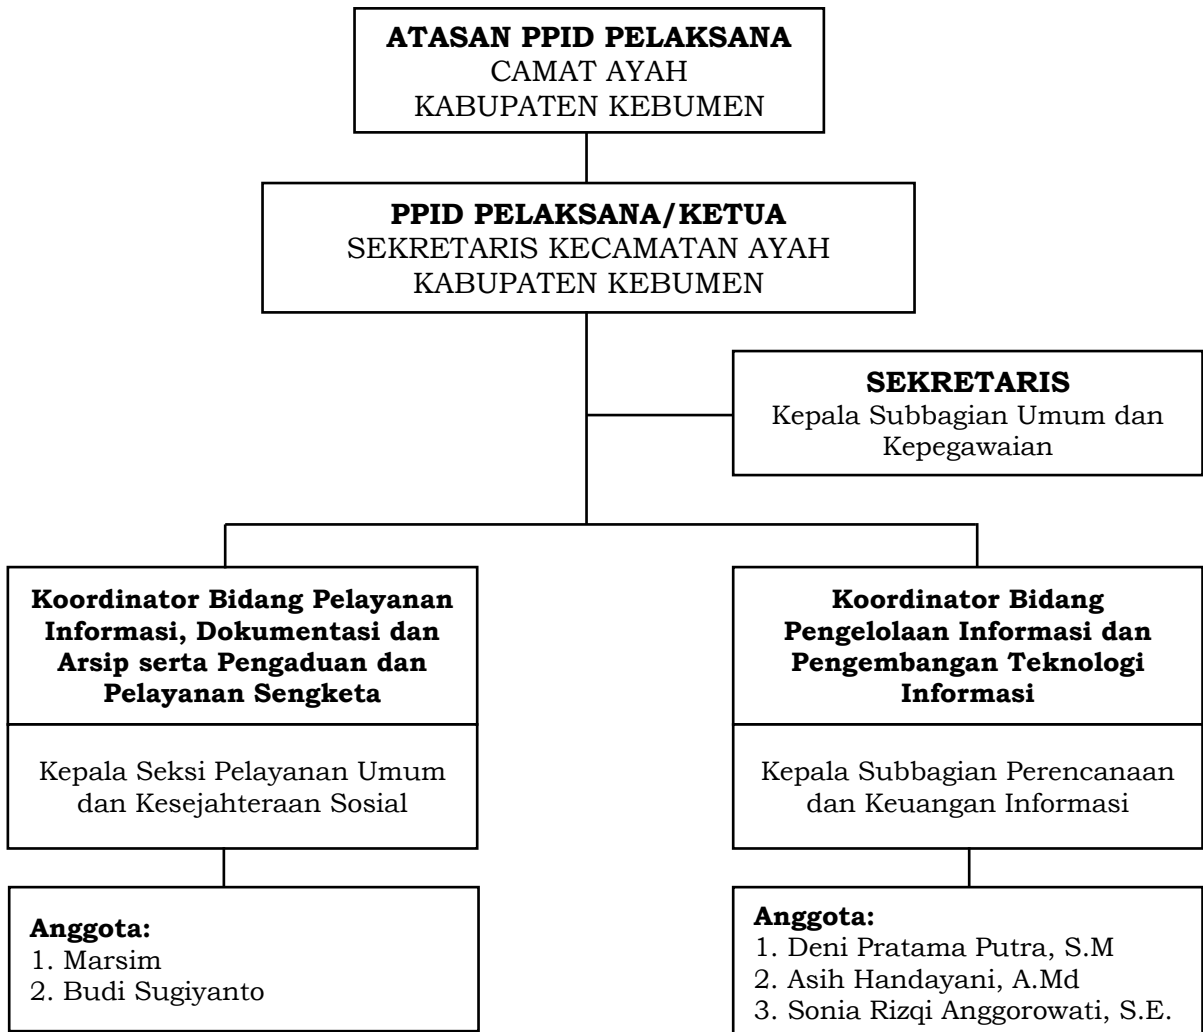 ATASAN PPID PELAKSANA
CAMAT AYAH
KABUPATEN KEBUMEN
PPID PELAKSANA/KETUA
SEKRETARIS KECAMATAN AYAH
KABUPATEN KEBUMEN
SEKRETARIS
Kepala Subbagian Umum dan
Kepegawaian
Koordinator Bidang Pelayanan
Informasi, Dokumentasi dan
Arsip serta Pengaduan dan
Pelayanan Sengketa
Kepala Seksi Pelayanan Umum
dan Kesejahteraan Sosial
Anggota:
1. Marsim
2. Budi Sugiyanto
Koordinator Bidang
Pengelolaan Informasi dan
Pengembangan Teknologi
Informasi
Kepala Subbagian Perencanaan
dan Keuangan Informasi
Anggota:
1. Deni Pratama Putra, S.M
2. Asih Handayani, A.Md
3. Sonia Rizqi Anggorowati, S.E.